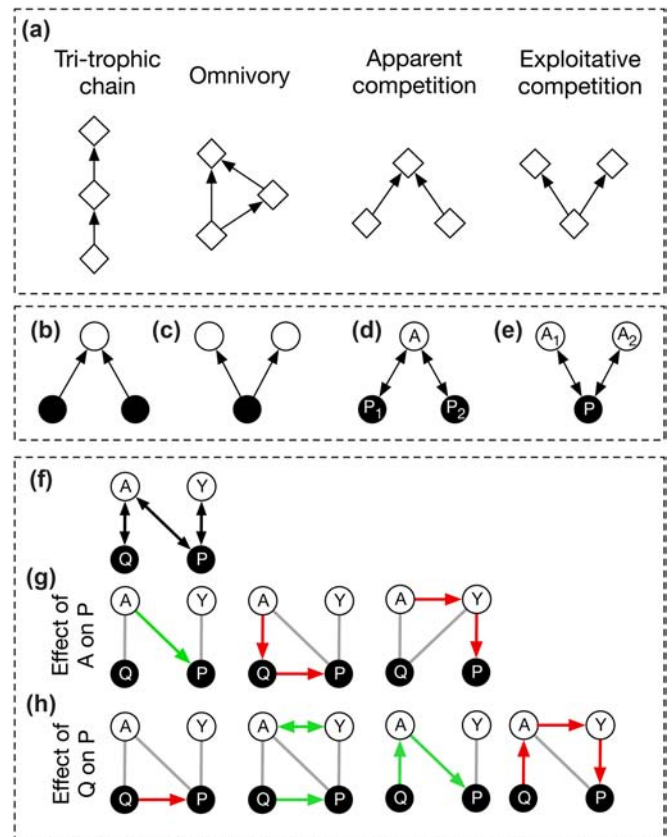 (a)
Tri-trophic
chain
Omnivory
Apparent
competition
Exploitative
competition
(b)
(c)
(d)
A
P1
P2
(e)
A1
A2
P
(f)
A
Y
Q
P
(g)
Effect of
A on P
A
Y
Q
P
A
Y
Q
P
A
Y
Q
P
(h)
Effect of
Q on P
A
Y
Q
P
A
Y
Q
P
A
Y
Q
P
A
Y
Q
P